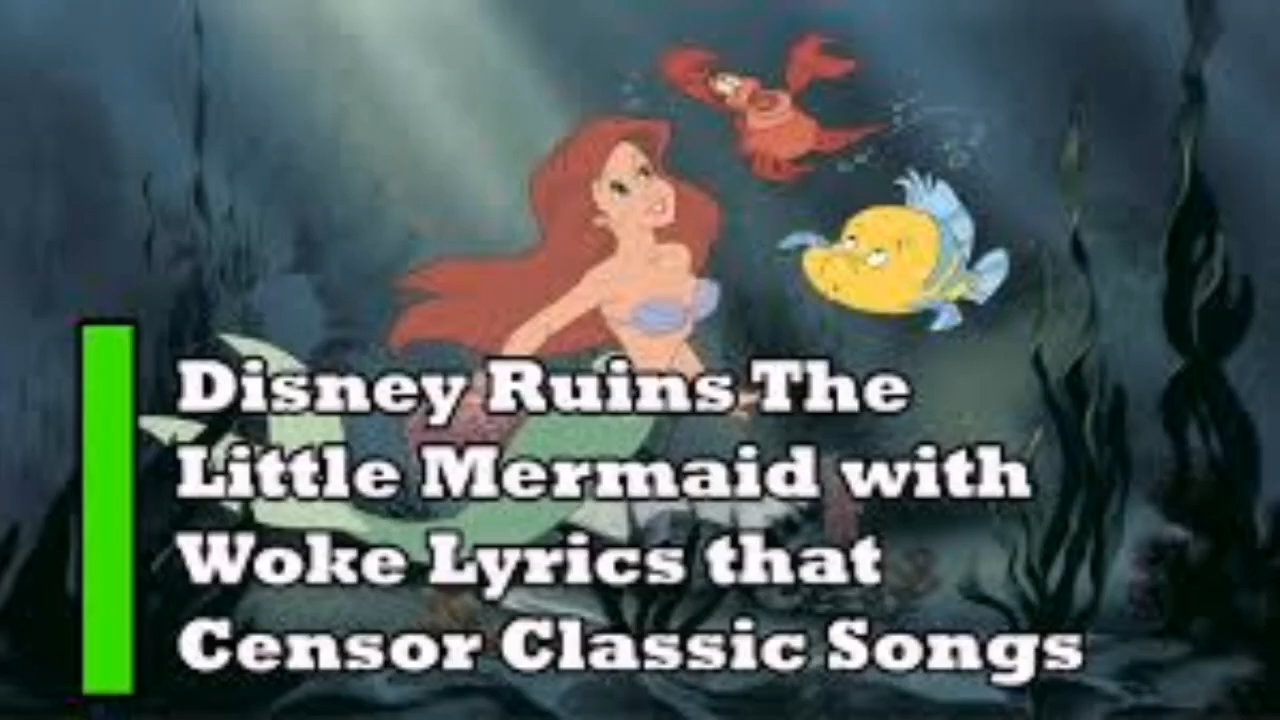 Disney Ruins The
Little Mermaid with
Woke Lyrics that
Censor Classic Songs